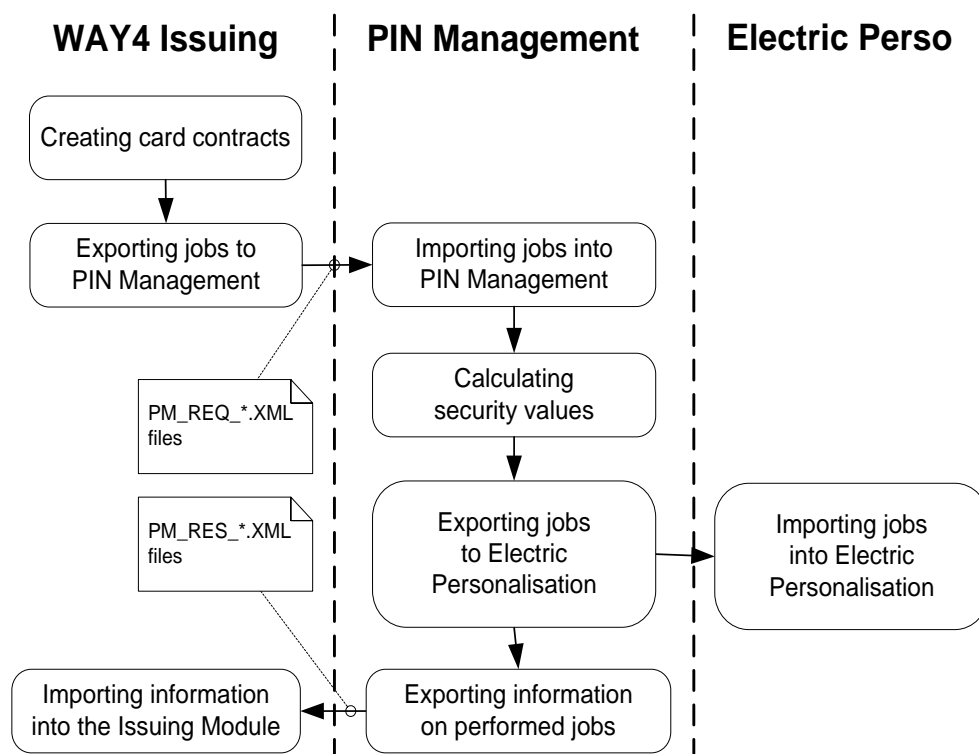 WAY4 Issuing
PIN Management
Electric Perso
Creating card contracts
Exporting jobs to
PIN Management
Importing jobs into
PIN Management
Calculating
security values
PM_REQ_*.XML
files
PM_RES_*.XML
files
Exporting jobs
to Electric
Personalisation
Importing jobs
into Electric
Personalisation
Importing information
into the Issuing Module
Exporting information
on performed jobs